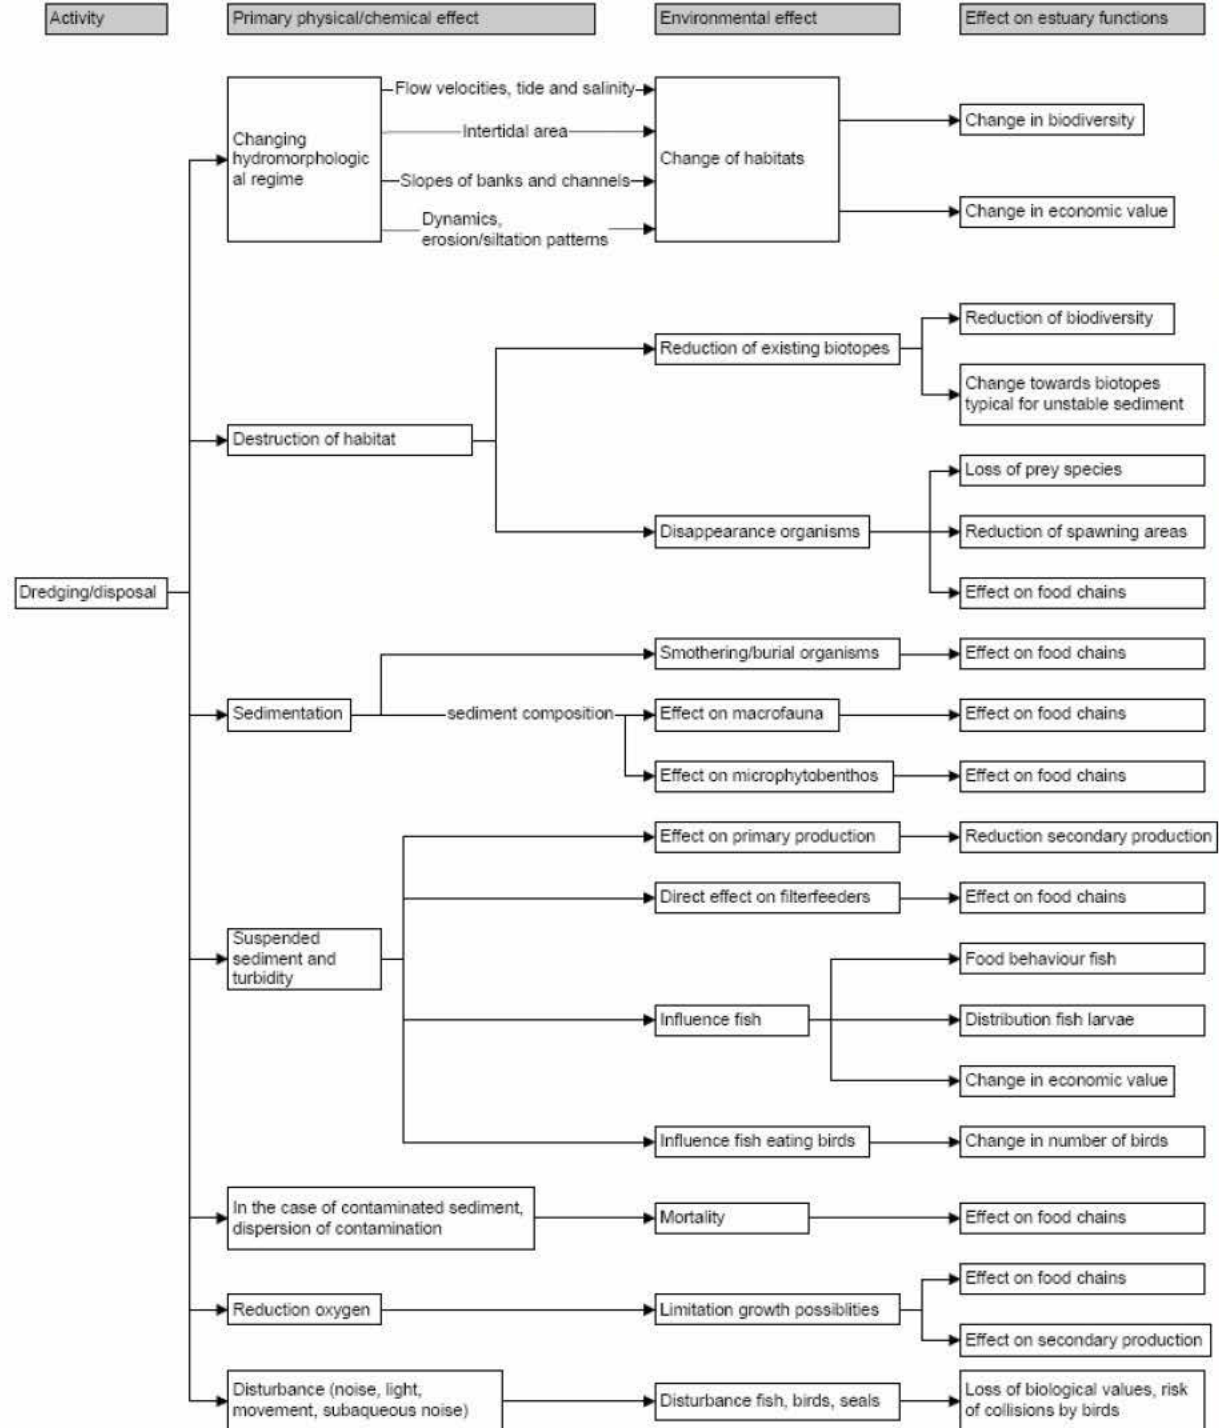 Activity
Primary physical/chemical effect
Environmental effect
Effect on estuary functions
Changing
hydromorphologic
al regime
Flow velocities, tide and salinity
Intertidal area
Slopes of banks and channels
Dynamics,
erosion/siltation patterns
Change of habitats
Change in biodiversity
Change in economic value
Destruction of habitat
Reduction of existing biotopes
Reduction of biodiversity
Change towards biotopes
typical for unstable sediment
Disappearance organisms
Loss of prey species
Reduction of spawning areas
Effect on food chains
Dredging/disposal
Sedimentation
Smothering/burial organisms
Effect on food chains
sediment composition
Effect on macrofauna
Effect on food chains
Effect on microphytobenthos
Effect on food chains
Suspended
sediment and
turbidity
Effect on primary production
Reduction secondary production
Direct effect on filterfeeders
Effect on food chains
Influence fish
Food behaviour fish
Distribution fish larvae
Change in economic value
Influence fish eating birds
Change in number of birds
In the case of contaminated sediment,
dispersion of contamination
Mortality
Effect on food chains
Reduction oxygen
Limitation growth possiblities
Effect on food chains
Effect on secondary production
Disturbance (noise, light,
movement, subaqueous noise)
Disturbance fish, birds, seals
Loss of biological values, risk
of collisions by birds